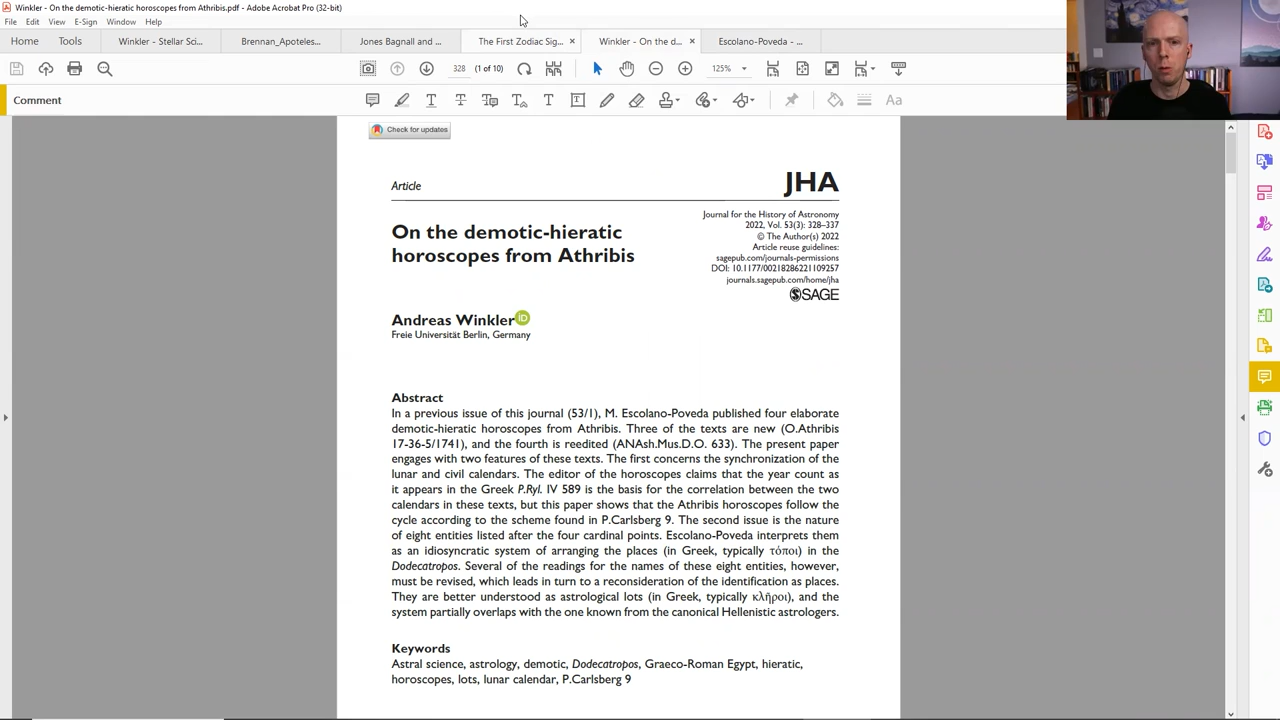 Winkler - On the demotic-hieratic horoscopes from Athribis.pdf - Adobe Acrobat Pro (32-bit)
File Edit View E-Sign Window Help
Home Tools Winkler - Stellar Sci... Brennan_Apoteles... Jones Bagnall and ... The First Zodiac Sig... × Winkler - On the d... × Escolano-Poveda - ...
328 (1 of 10) 125%
Comment
Aa
Check for updates
Article
JHA
On the demotic-hieratic
horoscopes from Athribis
Journal for the History of Astronomy
2022, Vol. 53(3) 328–337
© The Author(s) 2022
Article reuse guidelines:
sagepub.com/journals-permissions
DOI: 10.1177/00218286221109257
journals.sagepub.com/home/jha
SAGE
Andreas Winkler iD
Freie Universität Berlin, Germany
Abstract
In a previous issue of this journal (53/1), M. Escolano-Poveda published four elaborate
demotic-hieratic horoscopes from Athribis. Three of the texts are new (O.Athribis
17-36-5/1741), and the fourth is reedited (ANAsh.Mus.D.O. 633). The present paper
engages with two features of these texts. The first concerns the synchronization of the
lunar and civil calendars. The editor of the horoscopes claims that the year count as
it appears in the Greek P.Ryl. IV 589 is the basis for the correlation between the two
calendars in these texts, but this paper shows that the Athribis horoscopes follow the
cycle according to the scheme found in P.Carlsberg 9. The second issue is the nature
of eight entities listed after the four cardinal points. Escolano-Poveda interprets them
as an idiosyncratic system of arranging the places (in Greek, typically τόποι) in the
Dodecatropos. Several of the readings for the names of these eight entities, however,
must be revised, which leads in turn to a reconsideration of the identification as places.
They are better understood as astrological lots (in Greek, typically κλῆροι), and the
system partially overlaps with the one known from the canonical Hellenistic astrologers.
Keywords
Astral science, astrology, demotic, Dodecatropos, Graeco-Roman Egypt, hieratic,
horoscopes, lots, lunar calendar, P.Carlsberg 9